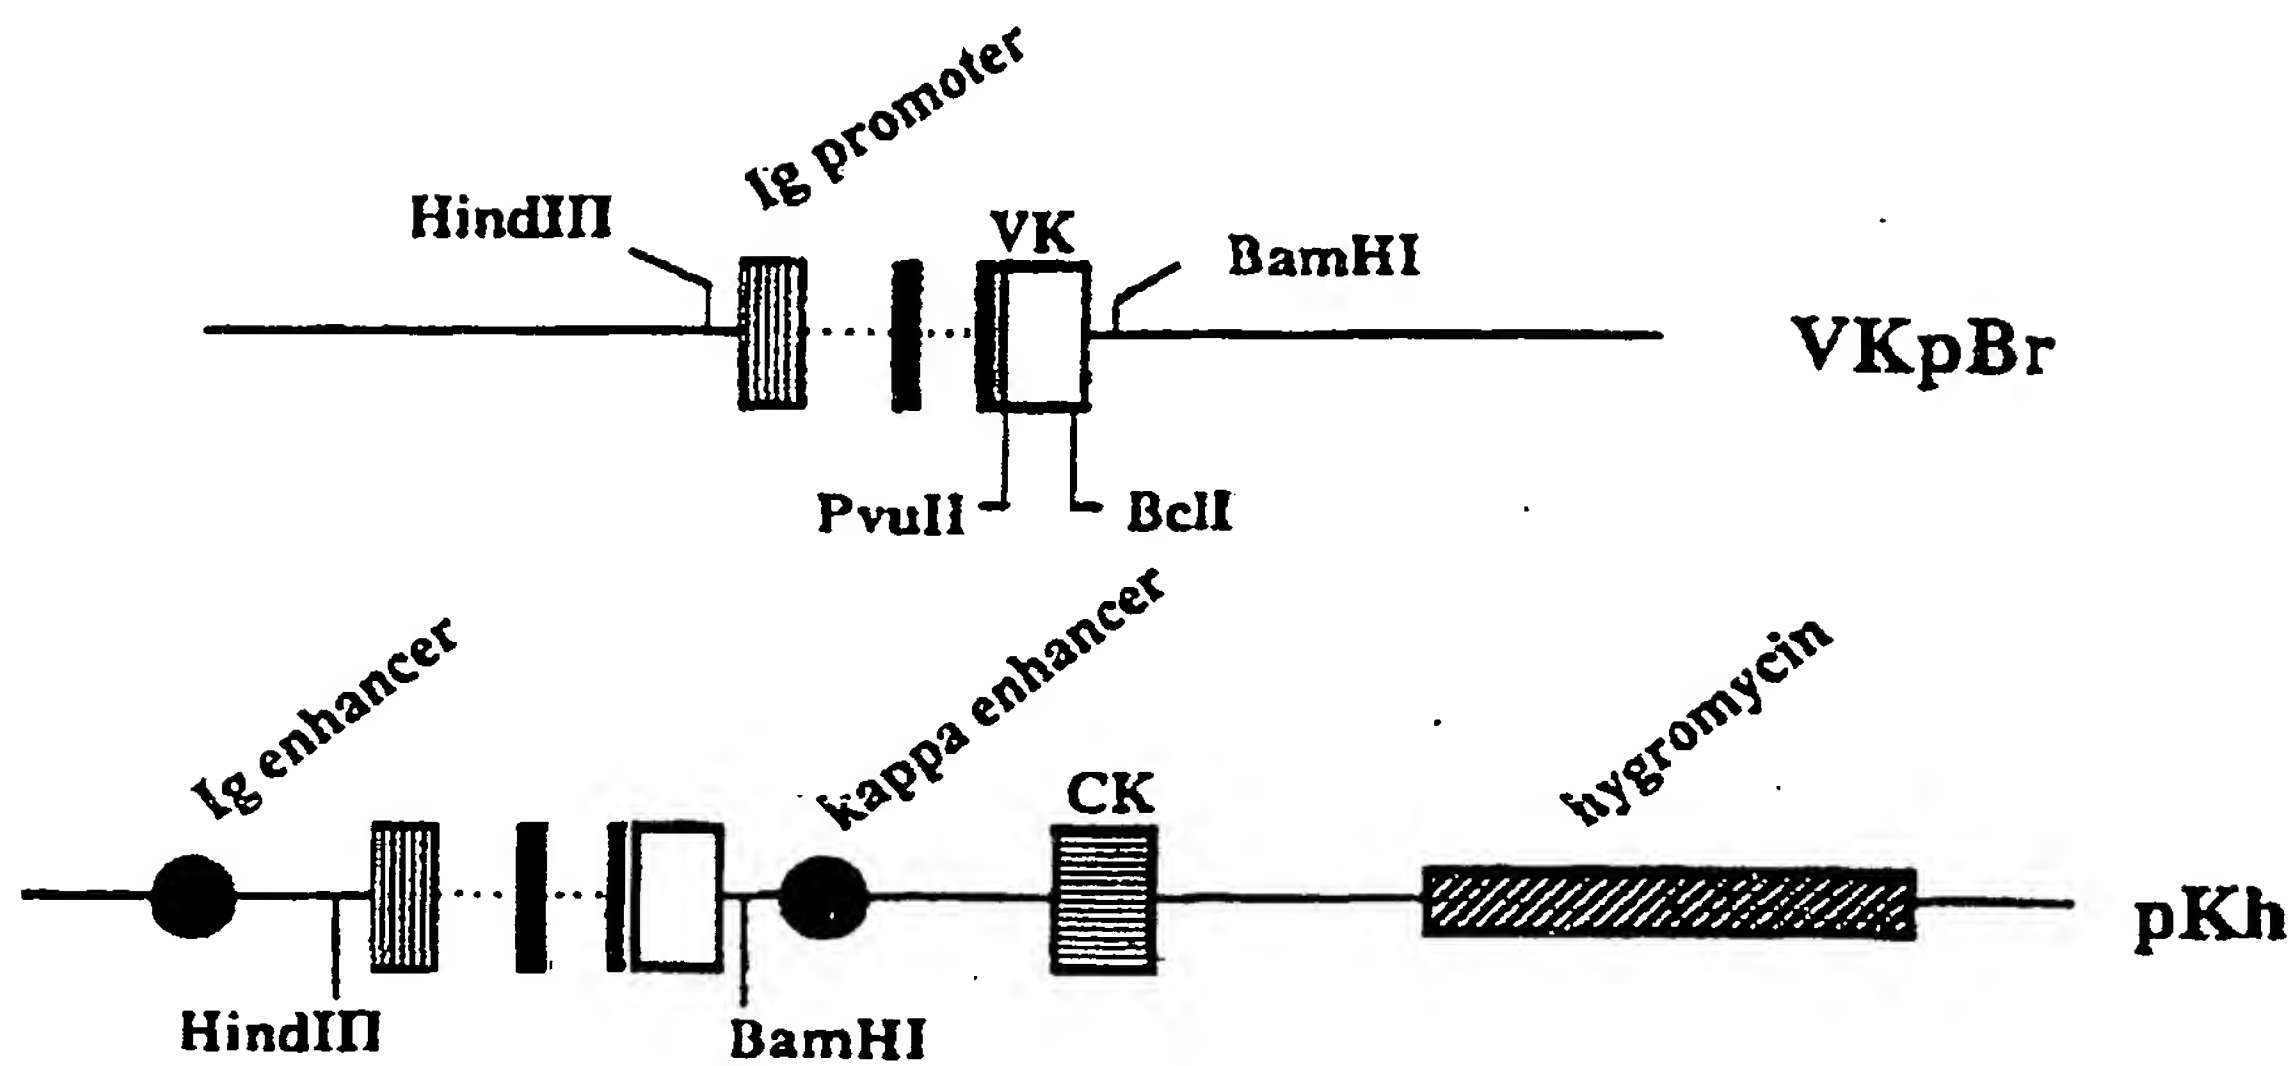 Ig promoter
HindIII
VK
BamHI
VKpBr
PvuII
BclI
Ig enhancer
kappa enhancer
CK
hygromycin
pKh
HindIII
BamHI